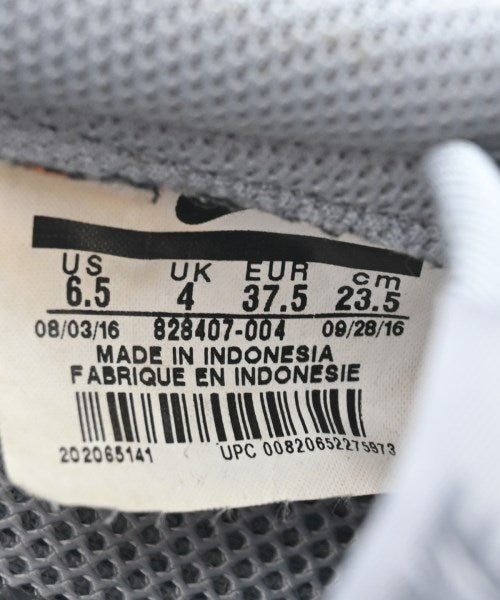 US UK EUR cm
6.5 4 37.5 23.5
08/03/16 828407-004 09/28/16
MADE IN INDONESIA
FABRIQUE EN INDONESIE
202065141 UPC 00820652275973